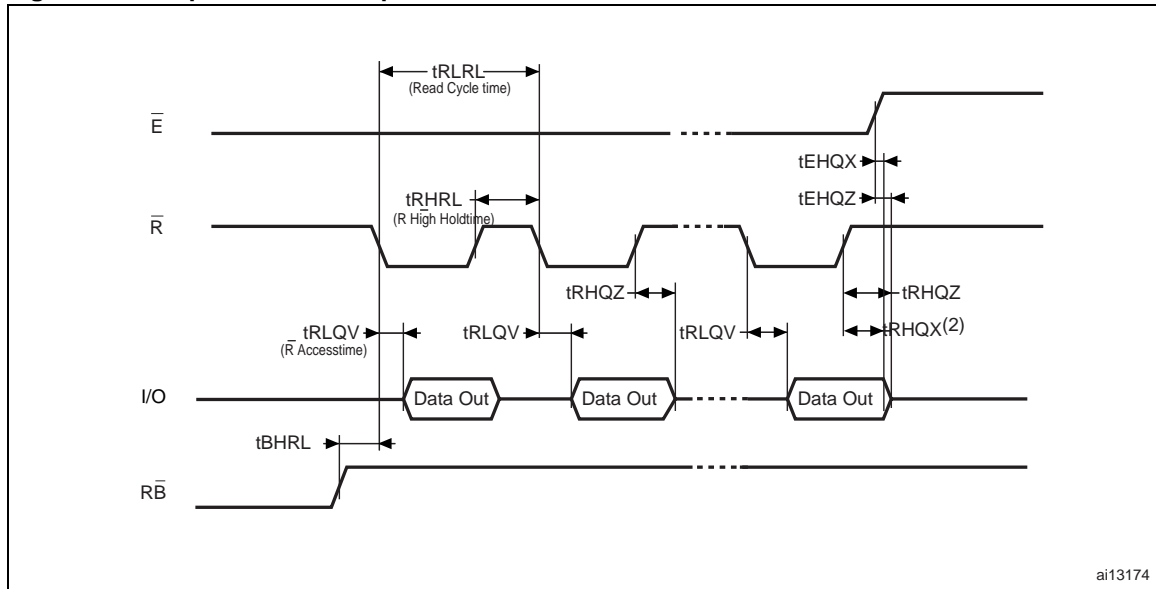 tRLRL
(Read Cycle time)
E
tEHQX
tRHRL
(R High Holdtime)
tEHQZ
R
tRHQZ
tRHQZ
tRLQV
tRLQV
tRLQV
tRHQX(2)
(R Accesstime)
I/O
Data Out
Data Out
Data Out
tBHRL
RB
ai13174